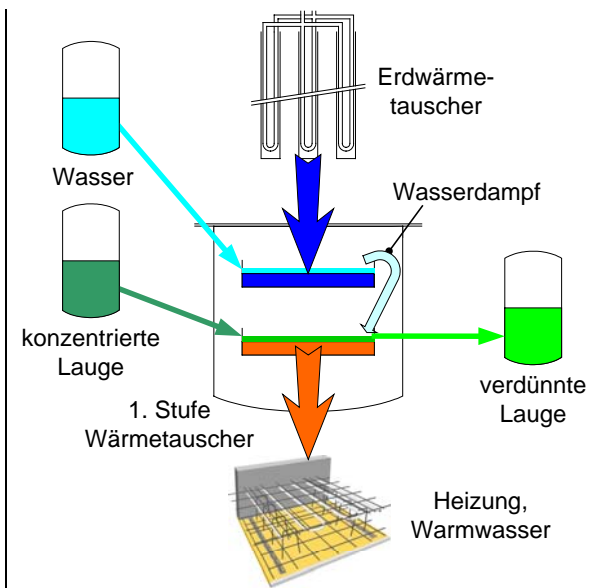 Erdwärme-
tauscher
Wasser
Wasserdampf
konzentrierte
Lauge
verdünnte
Lauge
1. Stufe
Wärmetauscher
Heizung,
Warmwasser